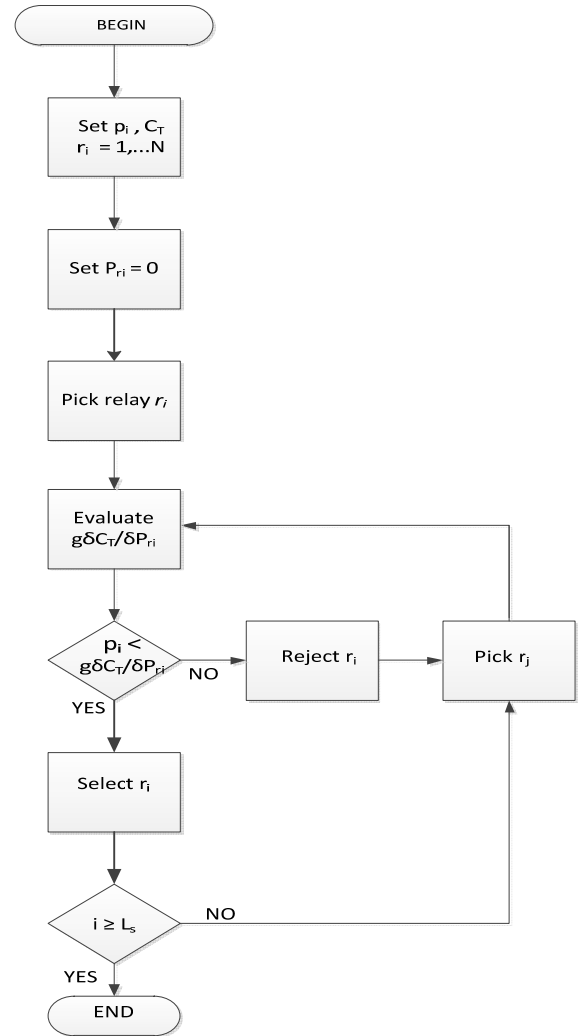 BEGIN
Set pᵢ , C_T
rᵢ = 1,...N
Set P_ri = 0
Pick relay rᵢ
Evaluate
gδC_T/δP_ri
pᵢ <
gδC_T/δP_ri
NO
Reject rᵢ
Pick rⱼ
YES
Select rᵢ
i ≥ Lₛ
NO
YES
END